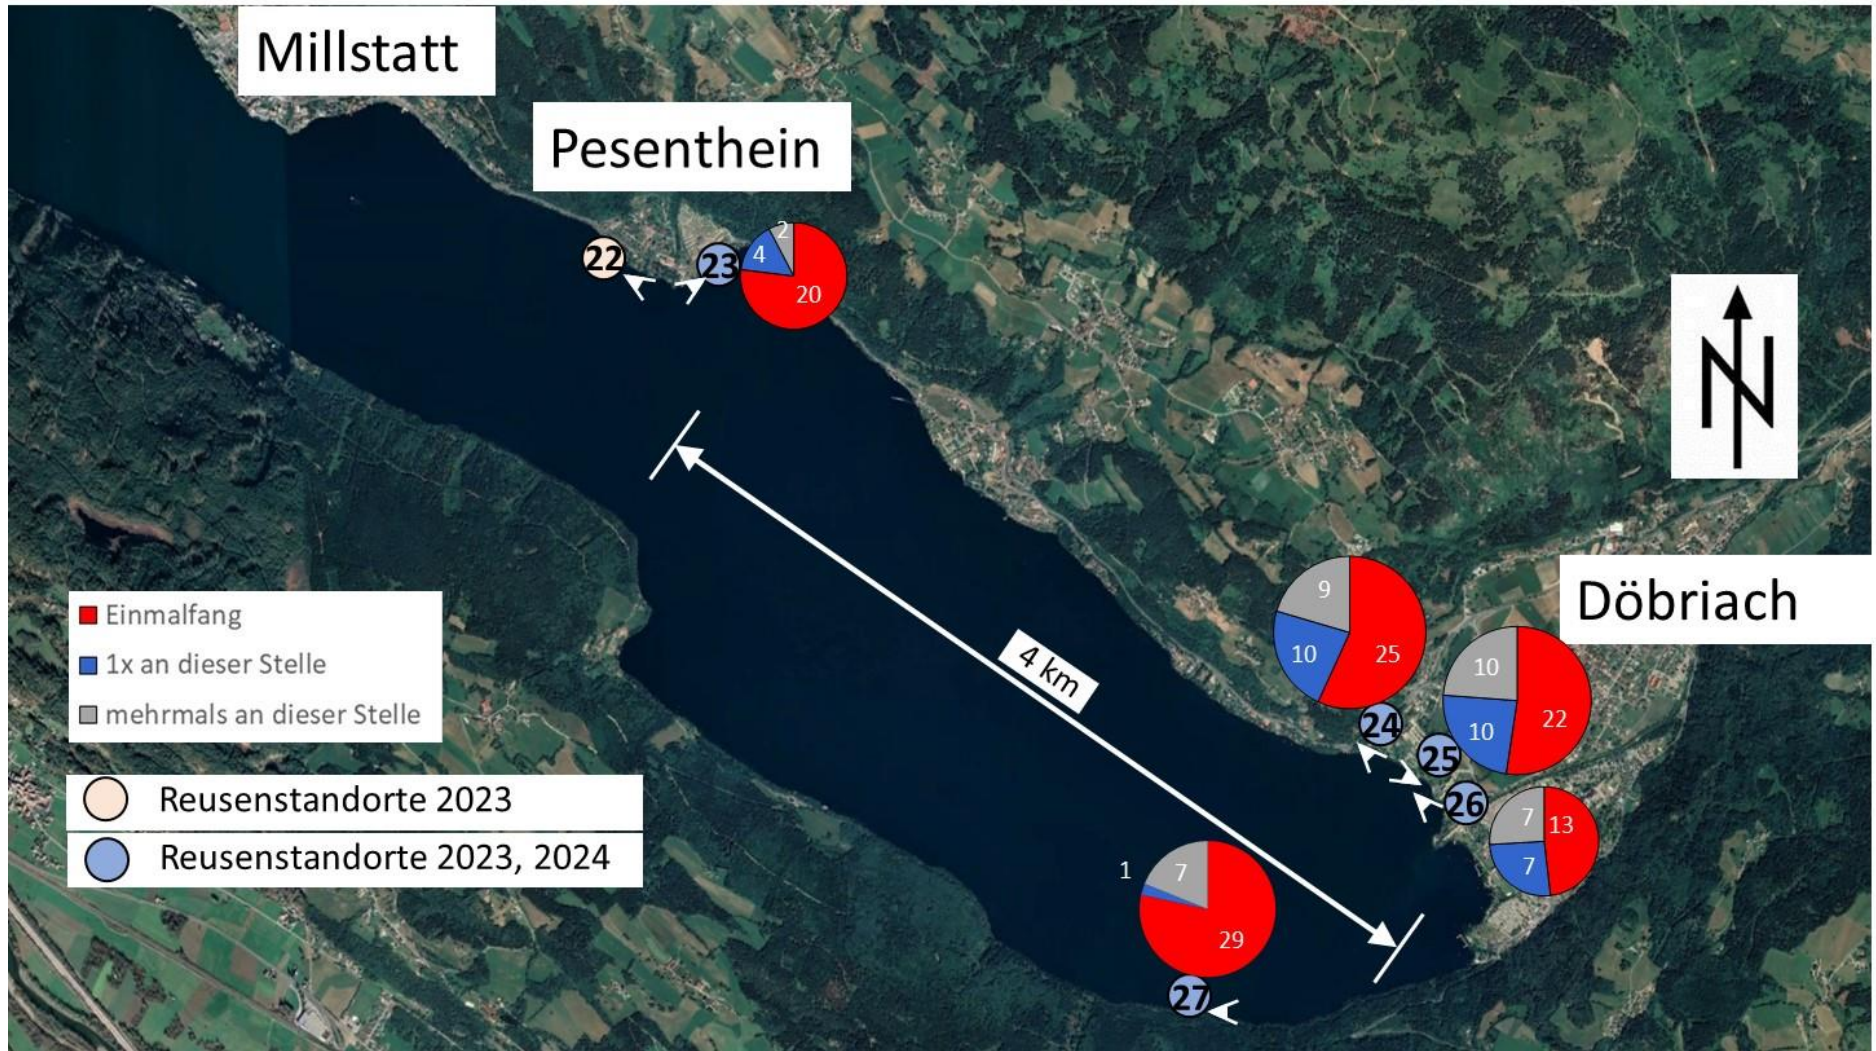 Millstatt
Pesenthein
22
23
2
4
20
N
Döbriach
Einmalfang
1x an dieser Stelle
mehrmals an dieser Stelle
4 km
9
10
25
24
10
10
22
25
26
7
13
7
Reusenstandorte 2023
Reusenstandorte 2023, 2024
1
7
29
27